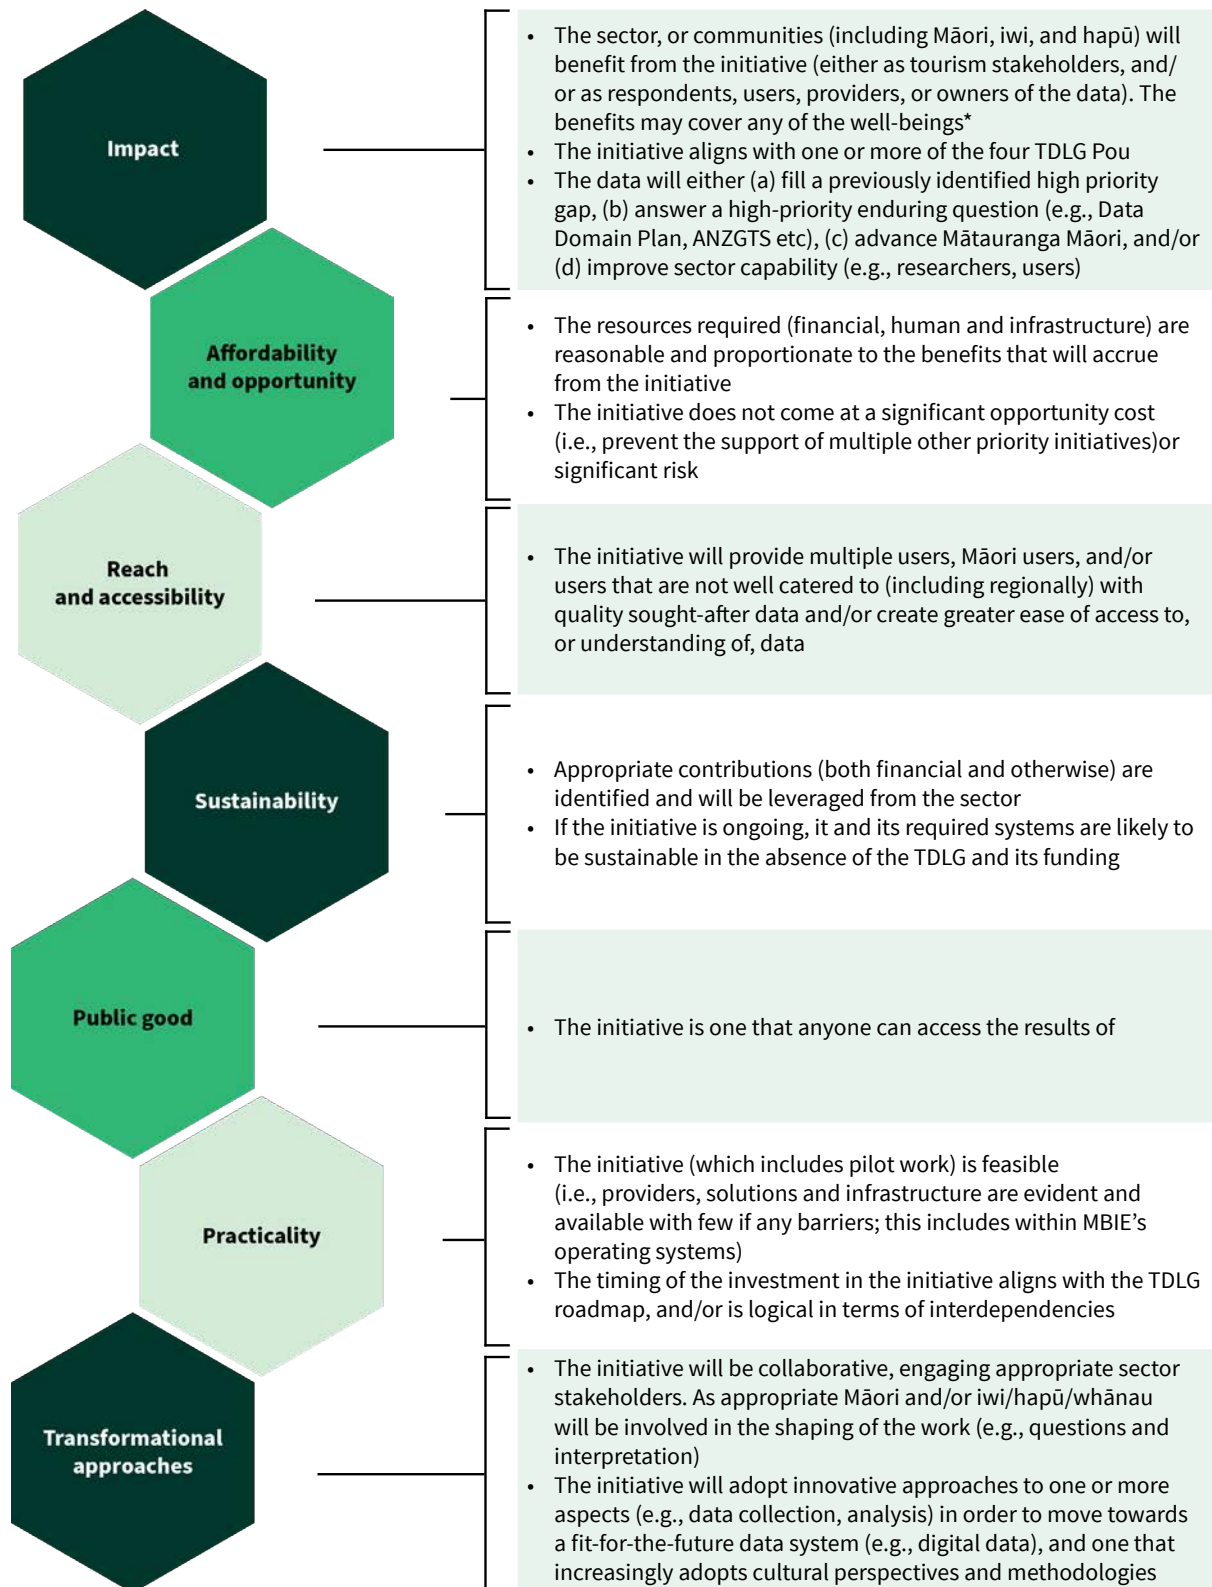 Impact
• The sector, or communities (including Māori, iwi, and hapū) will
benefit from the initiative (either as tourism stakeholders, and/
or as respondents, users, providers, or owners of the data). The
benefits may cover any of the well-beings*
• The initiative aligns with one or more of the four TDLG Pou
• The data will either (a) fill a previously identified high priority
gap, (b) answer a high-priority enduring question (e.g., Data
Domain Plan, ANZGTS etc), (c) advance Mātauranga Māori, and/or
(d) improve sector capability (e.g., researchers, users)
Affordability
and opportunity
• The resources required (financial, human and infrastructure) are
reasonable and proportionate to the benefits that will accrue
from the initiative
• The initiative does not come at a significant opportunity cost
(i.e., prevent the support of multiple other priority initiatives)or
significant risk
Reach
and accessibility
• The initiative will provide multiple users, Māori users, and/or
users that are not well catered to (including regionally) with
quality sought-after data and/or create greater ease of access to,
or understanding of, data
Sustainability
• Appropriate contributions (both financial and otherwise) are
identified and will be leveraged from the sector
• If the initiative is ongoing, it and its required systems are likely to
be sustainable in the absence of the TDLG and its funding
Public good
• The initiative is one that anyone can access the results of
Practicality
• The initiative (which includes pilot work) is feasible
(i.e., providers, solutions and infrastructure are evident and
available with few if any barriers; this includes within MBIE’s
operating systems)
• The timing of the investment in the initiative aligns with the TDLG
roadmap, and/or is logical in terms of interdependencies
Transformational
approaches
• The initiative will be collaborative, engaging appropriate sector
stakeholders. As appropriate Māori and/or iwi/hapū/whānau
will be involved in the shaping of the work (e.g., questions and
interpretation)
• The initiative will adopt innovative approaches to one or more
aspects (e.g., data collection, analysis) in order to move towards
a fit-for-the-future data system (e.g., digital data), and one that
increasingly adopts cultural perspectives and methodologies